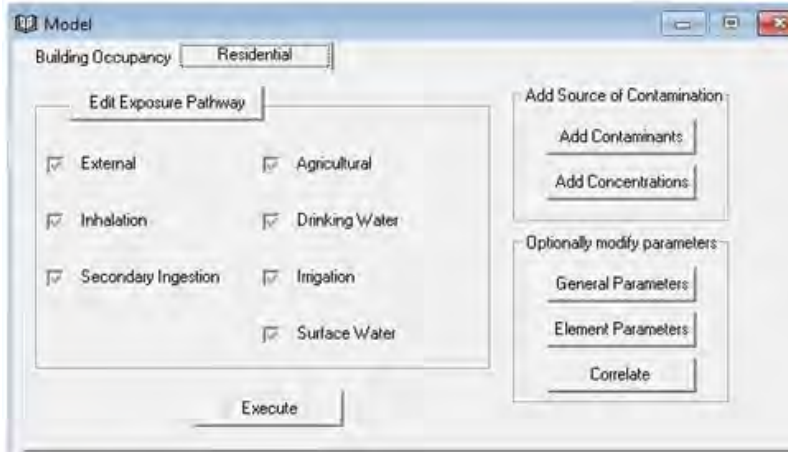 Model
Building Occupancy Residential
Edit Exposure Pathway
External
Agricultural
Inhalation
Drinking Water
Secondary Ingestion
Irrigation
Surface Water
Execute
Add Source of Contamination
Add Contaminants
Add Concentrations
Optionally modify parameters
General Parameters
Element Parameters
Correlate